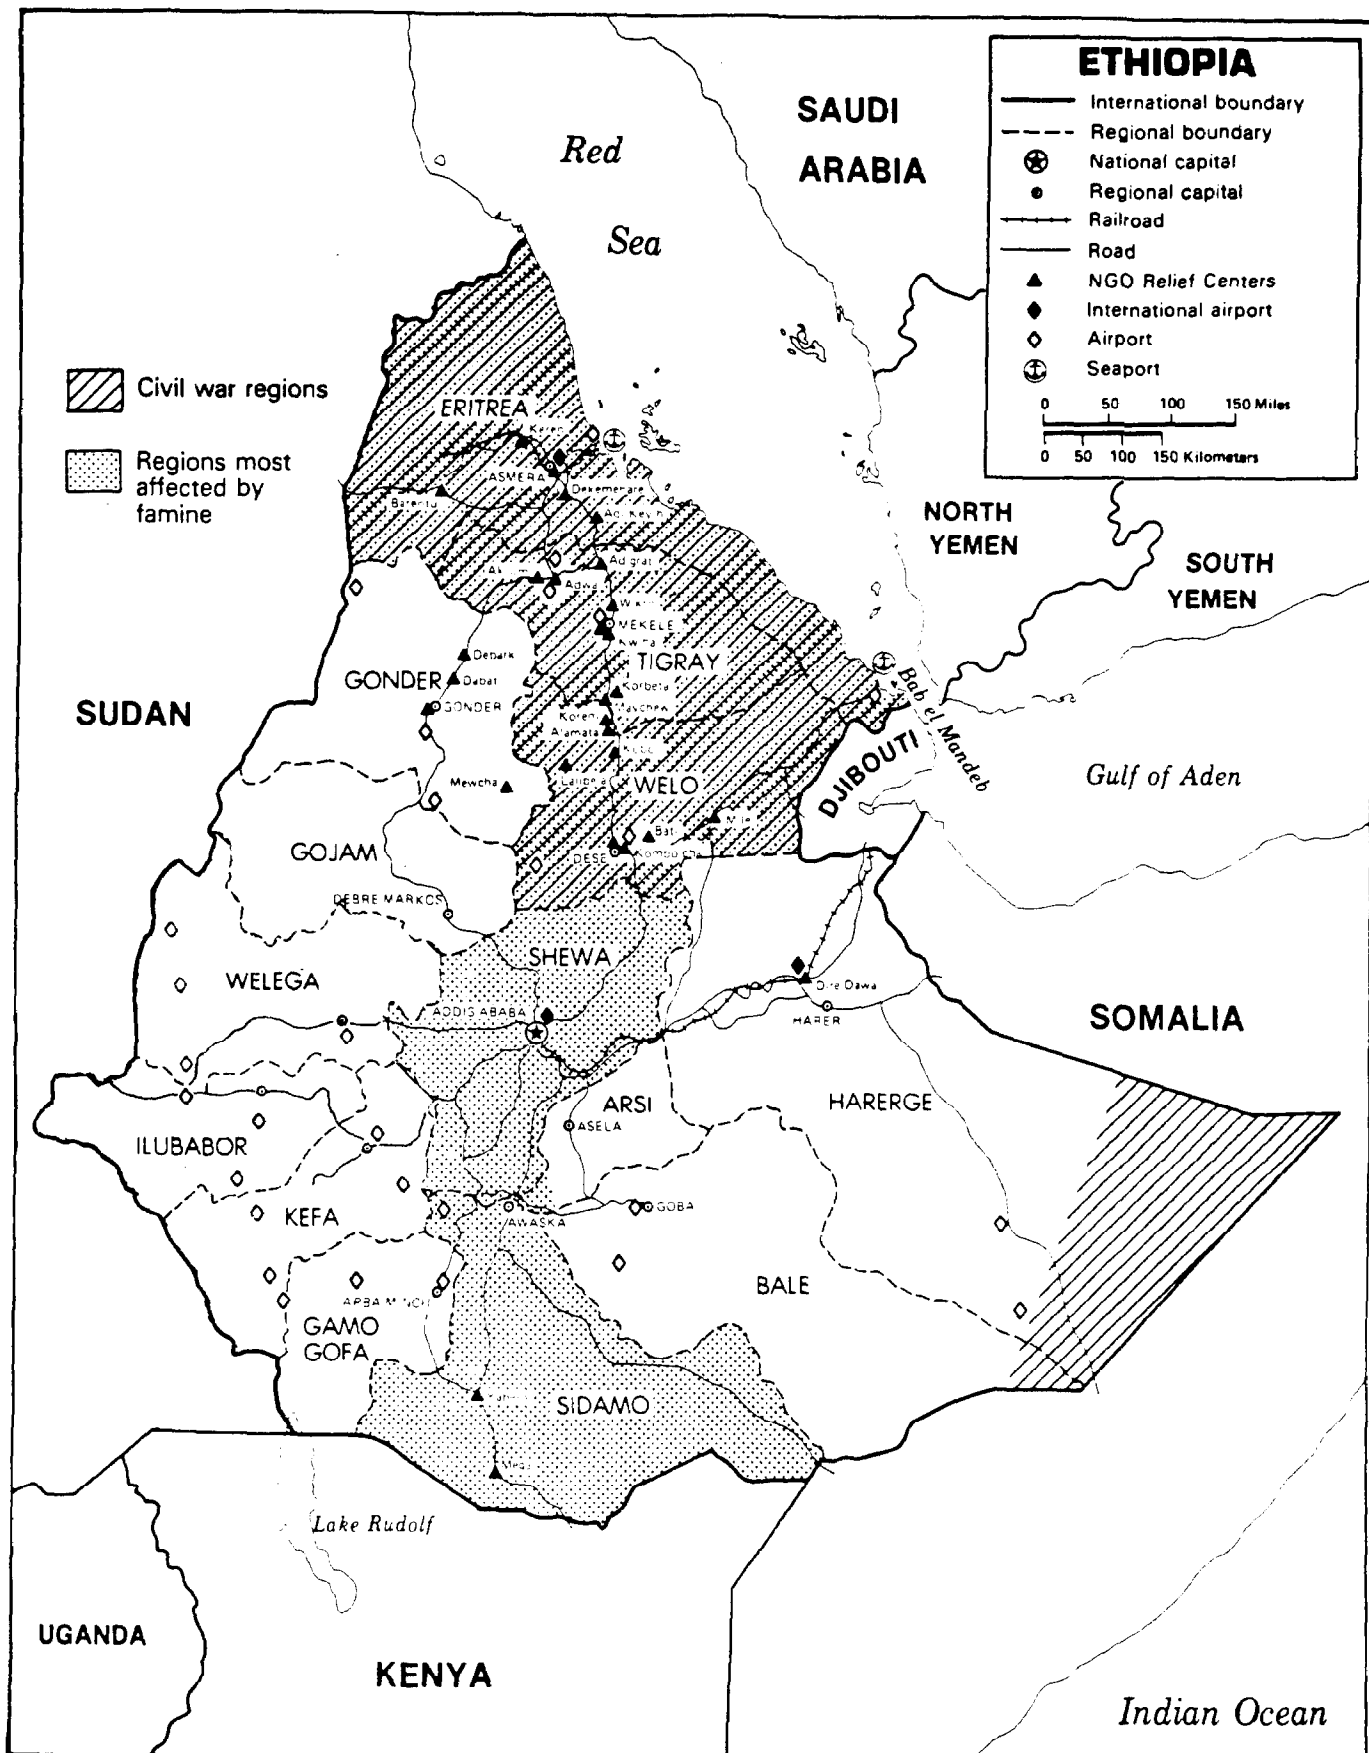 ETHIOPIA
International boundary
Regional boundary
National capital
Regional capital
Railroad
Road
NGO Relief Centers
International airport
Airport
Seaport
0 50 100 150 Miles
0 50 100 150 Kilometers
SAUDI
ARABIA
Red
Sea
Civil war regions
Regions most
affected by
famine
ERITREA
Keren
ASMERA
Dekemehare
Barentu
NORTH
YEMEN
SOUTH
YEMEN
Adigrat
Adwa
MEKELE
TIGRAY
Debark
GONDER
Dabat
GONDER
SUDAN
Korbeta
Maychew
Korem
Alamata
Bab el Mandeb
DJIBOUTI
Gulf of Aden
Mewcha
Lalibela
WELO
GOJAM
DESE
DEBRE MARKOS
SHEWA
WELEGA
Dire Dawa
ADDIS ABABA
HARER
SOMALIA
ARSI
HARERGE
ASELA
ILUBABOR
KEFA
AWASKA
GOBA
BALE
ARBA MINCH
GAMO
GOFA
SIDAMO
Lake Rudolf
UGANDA
KENYA
Indian Ocean